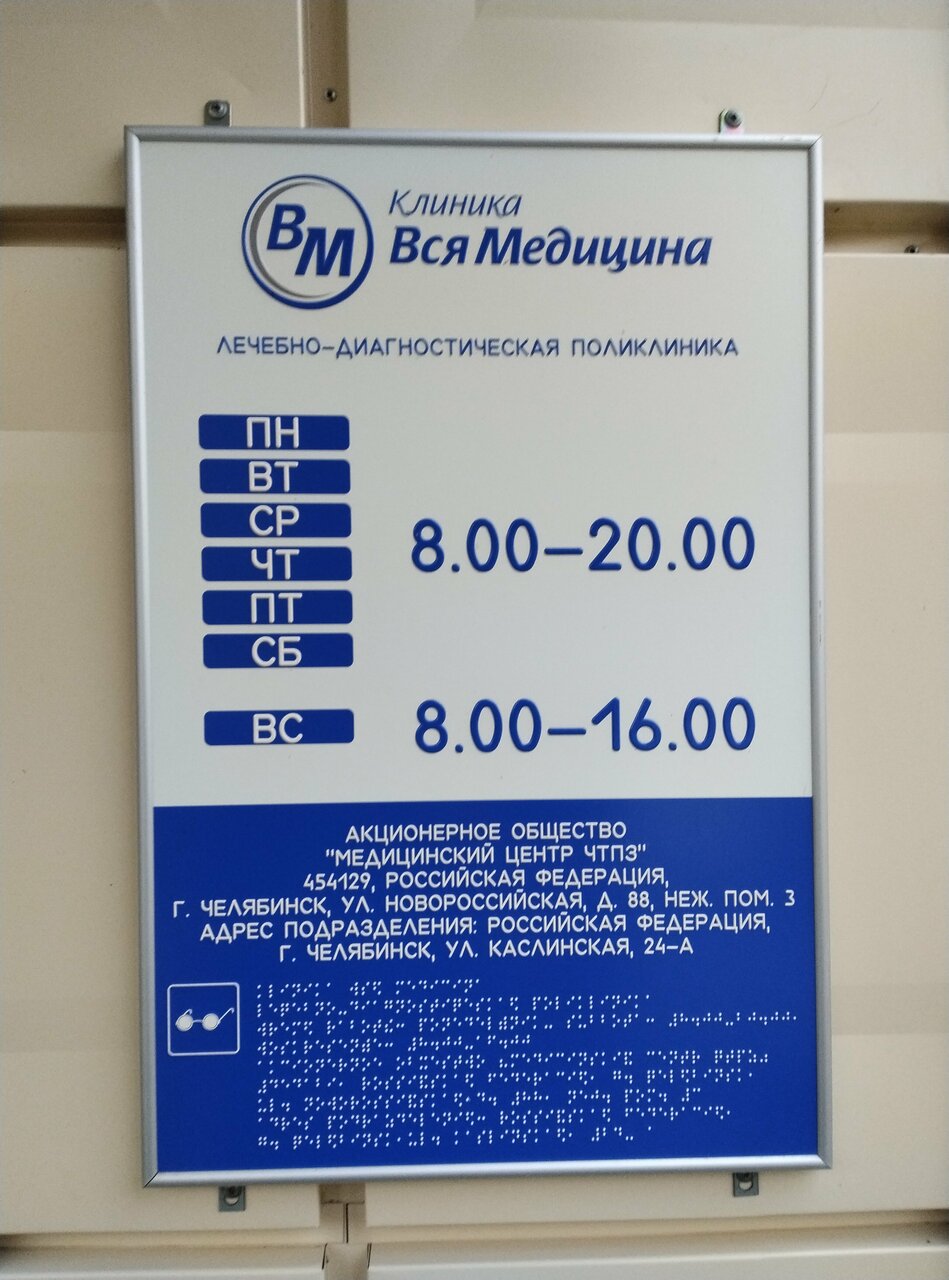 ВМ
Клиника
Вся Медицина
ЛЕЧЕБНО-ДИАГНОСТИЧЕСКАЯ ПОЛИКЛИНИКА
ПН
ВТ
СР
ЧТ
ПТ
СБ
8.00-20.00
ВС
8.00-16.00
АКЦИОНЕРНОЕ ОБЩЕСТВО
"МЕДИЦИНСКИЙ ЦЕНТР ЧТПЗ"
454129, РОССИЙСКАЯ ФЕДЕРАЦИЯ,
Г. ЧЕЛЯБИНСК, УЛ. НОВОРОССИЙСКАЯ, Д. 88, НЕЖ. ПОМ. 3
АДРЕС ПОДРАЗДЕЛЕНИЯ: РОССИЙСКАЯ ФЕДЕРАЦИЯ,
Г. ЧЕЛЯБИНСК, УЛ. КАСЛИНСКАЯ, 24-А